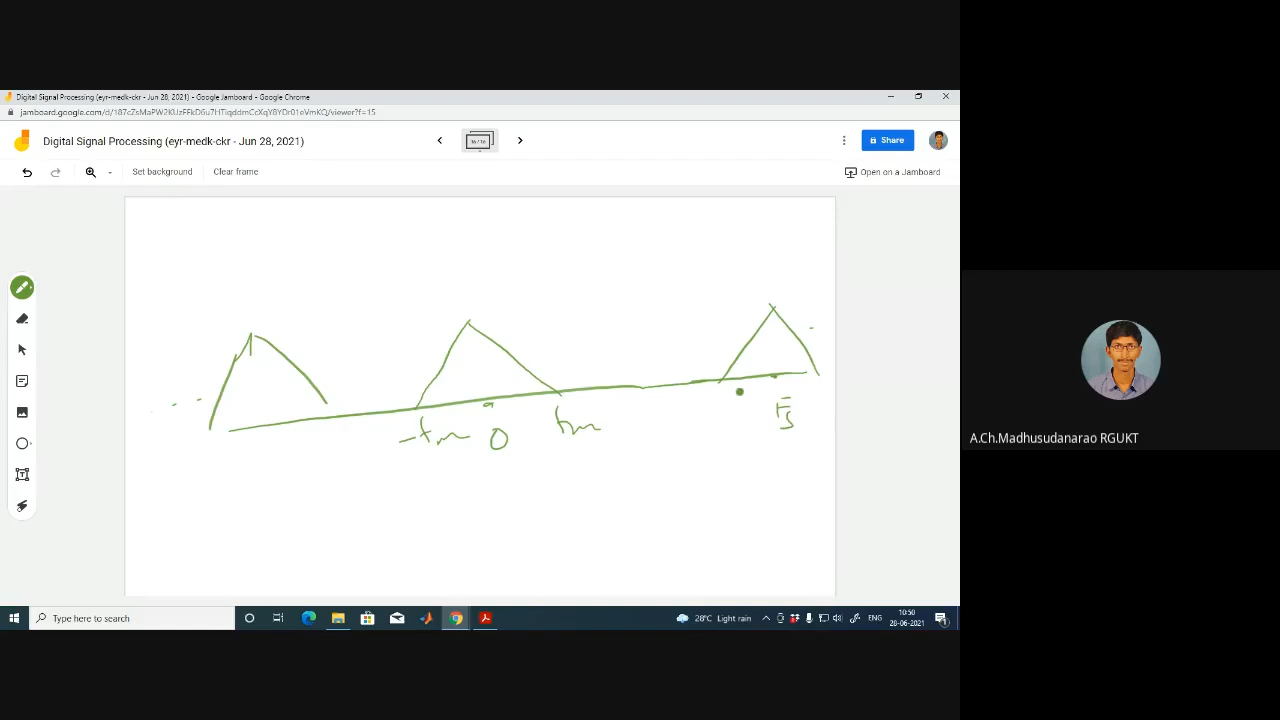 Digital Signal Processing (eyr-medk-ckr - Jun 28, 2021) - Google Jamboard - Google Chrome
Digital Signal Processing (eyr-medk-ckr - Jun 28, 2021)
16 / 16
Share
Set background
Clear frame
Open on a Jamboard
-fm
0
fm
Fs
A.Ch.Madhusudanarao RGUKT
Type here to search
28°C Light rain
ENG
10:50
28-06-2021